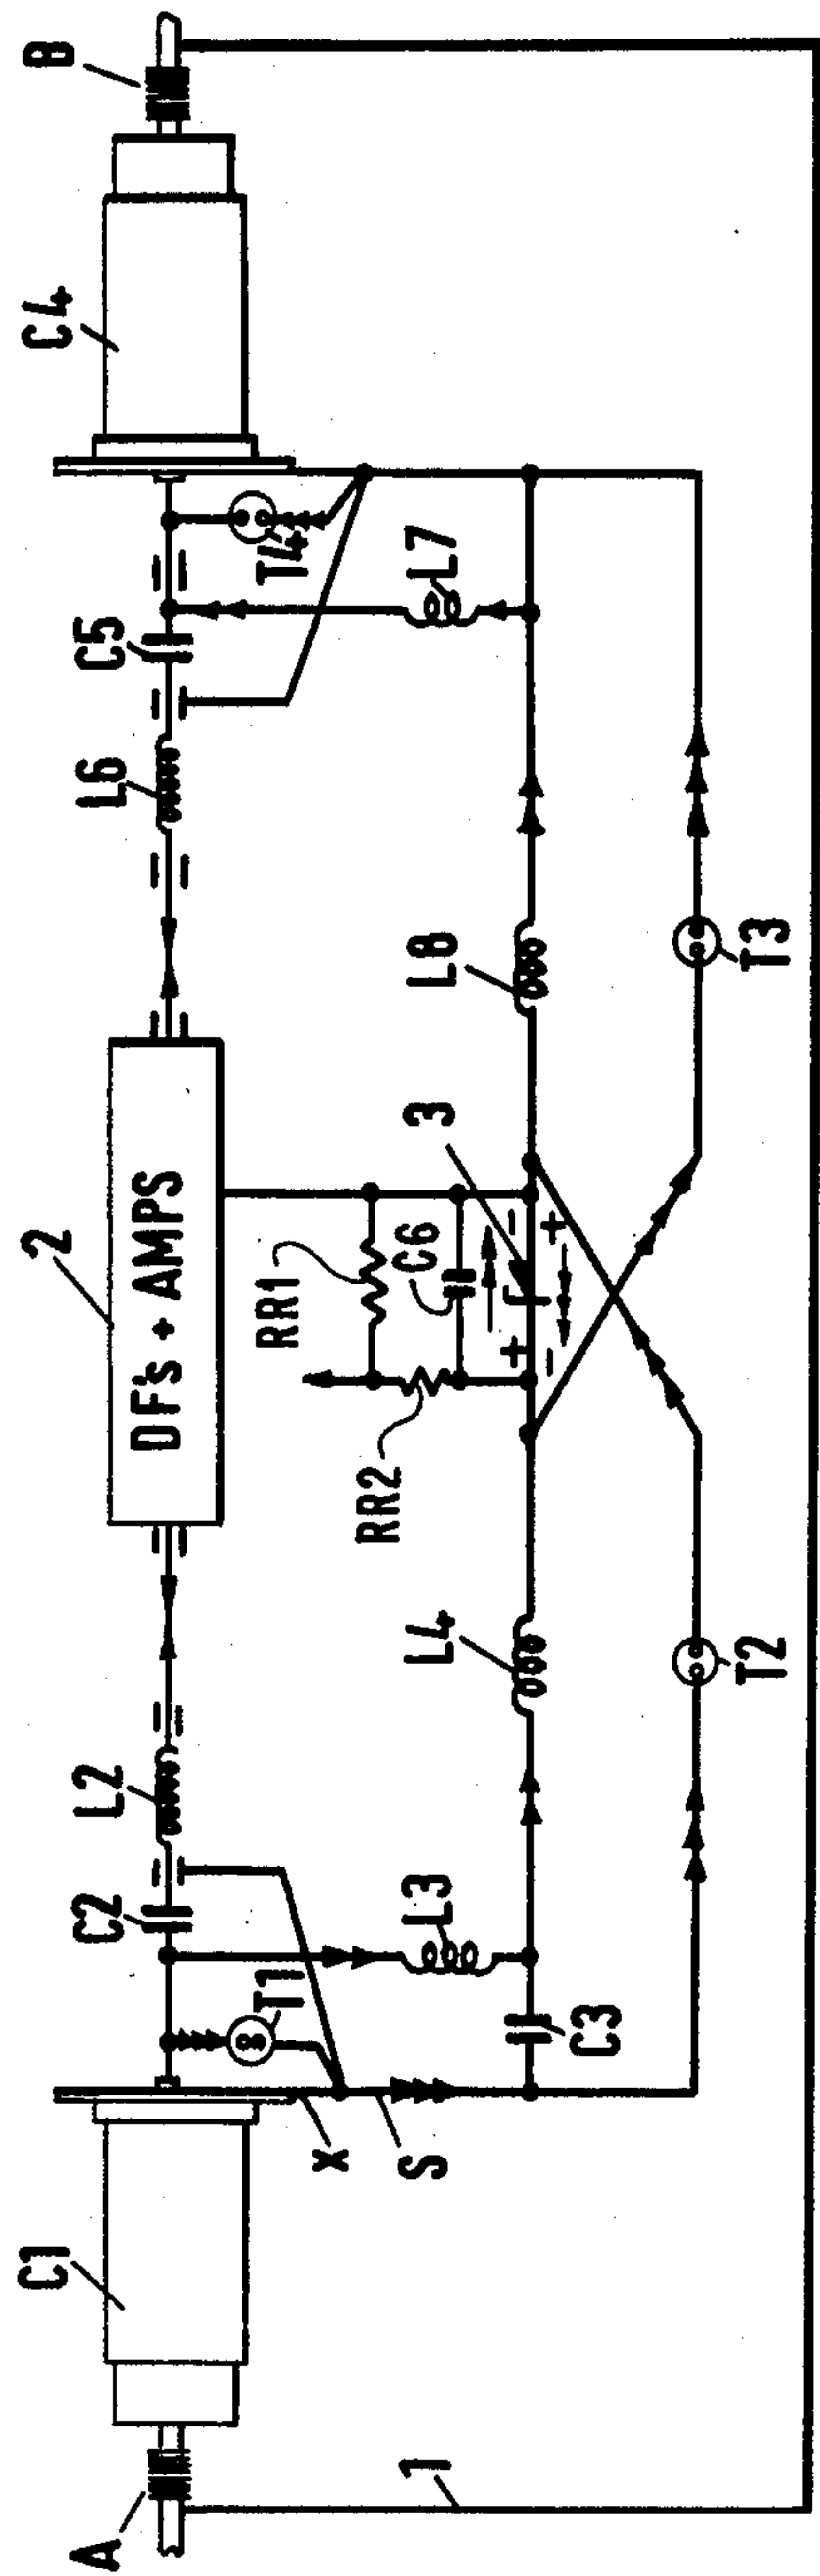 A
C1
C4
B
2
DF's + AMPS
C2
L2
L6
C5
T1
T4
L3
L7
X
S
RR1
RR2
C6
3
+
-
-
+
L4
L8
C3
T2
T3
1